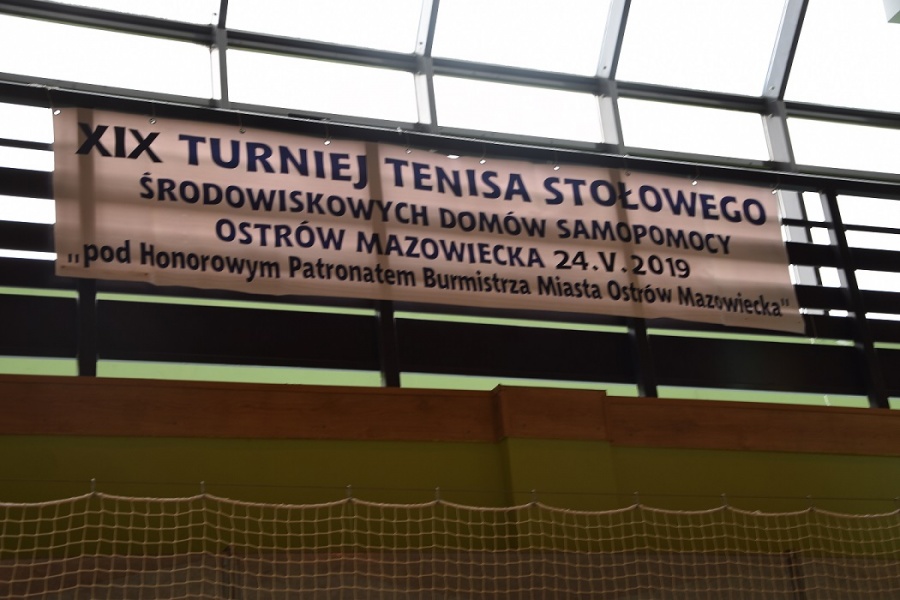 XIX TURNIEJ TENISA STOŁOWEGO
ŚRODOWISKOWYCH DOMÓW SAMOPOMOCY
OSTRÓW MAZOWIECKA 24.V.2019
„pod Honorowym Patronatem Burmistrza Miasta Ostrów Mazowiecka"